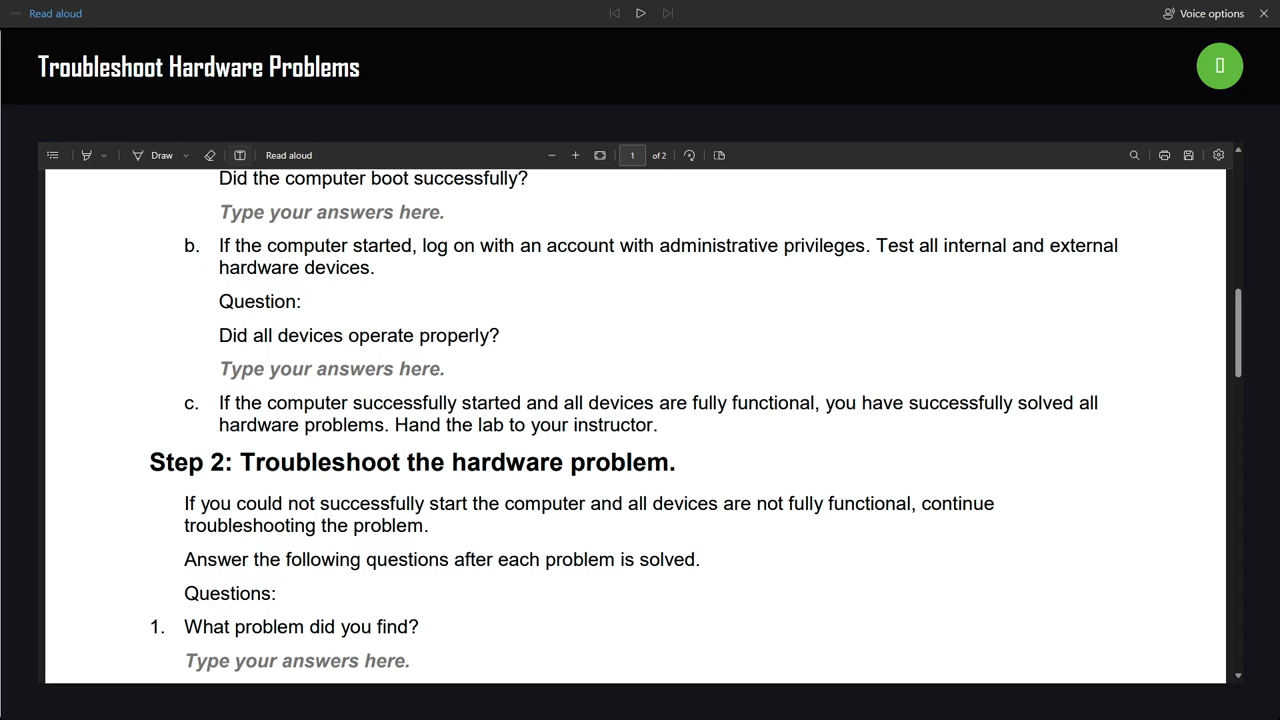 Read aloud
Voice options
Troubleshoot Hardware Problems
Draw
Read aloud
1 of 2
Did the computer boot successfully?
Type your answers here.
b. If the computer started, log on with an account with administrative privileges. Test all internal and external
hardware devices.
Question:
Did all devices operate properly?
Type your answers here.
c. If the computer successfully started and all devices are fully functional, you have successfully solved all
hardware problems. Hand the lab to your instructor.
Step 2: Troubleshoot the hardware problem.
If you could not successfully start the computer and all devices are not fully functional, continue
troubleshooting the problem.
Answer the following questions after each problem is solved.
Questions:
1. What problem did you find?
Type your answers here.